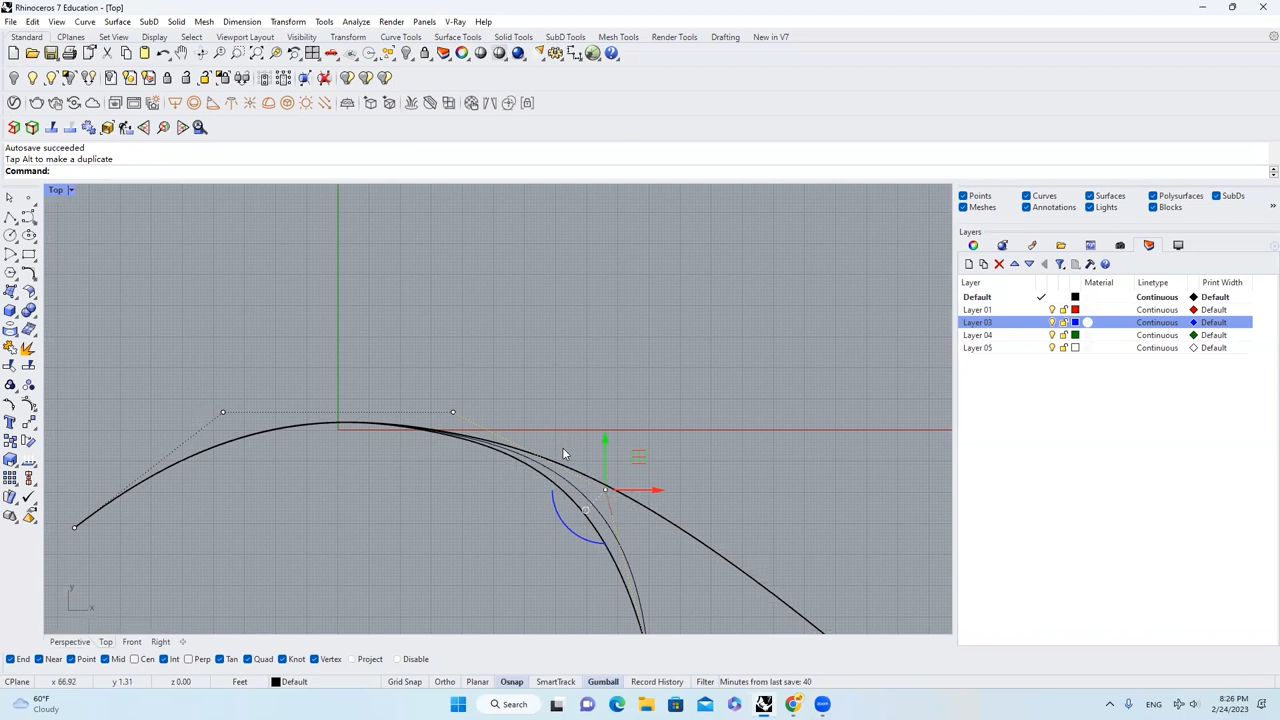 Rhinoceros 7 Education - [Top]
File Edit View Curve Surface SubD Solid Mesh Dimension Transform Tools Analyze Render Panels V-Ray Help
Standard CPlanes Set View Display Select Viewport Layout Visibility Transform Curve Tools Surface Tools Solid Tools SubD Tools Mesh Tools Render Tools Drafting New in V7
Autosave succeeded
Tap Alt to make a duplicate
Command:
Top
Points Curves Surfaces Polysurfaces SubDs
Meshes Annotations Lights Blocks
Layers
Layer Material Linetype Print Width
Default Continuous Default
Layer 01 Continuous Default
Layer 03 Continuous Default
Layer 04 Continuous Default
Layer 05 Continuous Default
y
x
Perspective Top Front Right
End Near Point Mid Cen Int Perp Tan Quad Knot Vertex Project Disable
CPlane x 66.92 y 1.31 z 0.00 Feet Default Grid Snap Ortho Planar Osnap SmartTrack Gumball Record History Filter Minutes from last save: 40
60°F
Cloudy
Search
ENG
8:26 PM
2/24/2023